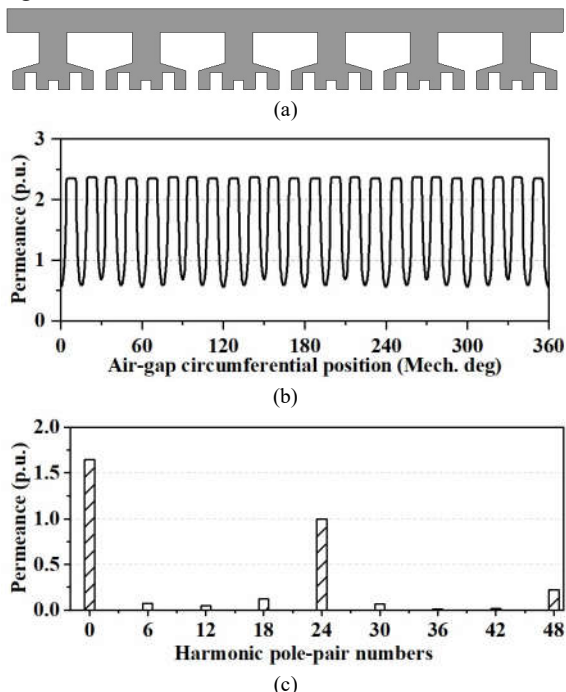 (a)
3
2
1
0
Permeance (p.u.)
0 60 120 180 240 300 360
Air-gap circumferential position (Mech. deg)
(b)
2.0
1.5
1.0
0.5
0.0
Permeance (p.u.)
0 6 12 18 24 30 36 42 48
Harmonic pole-pair numbers
(c)